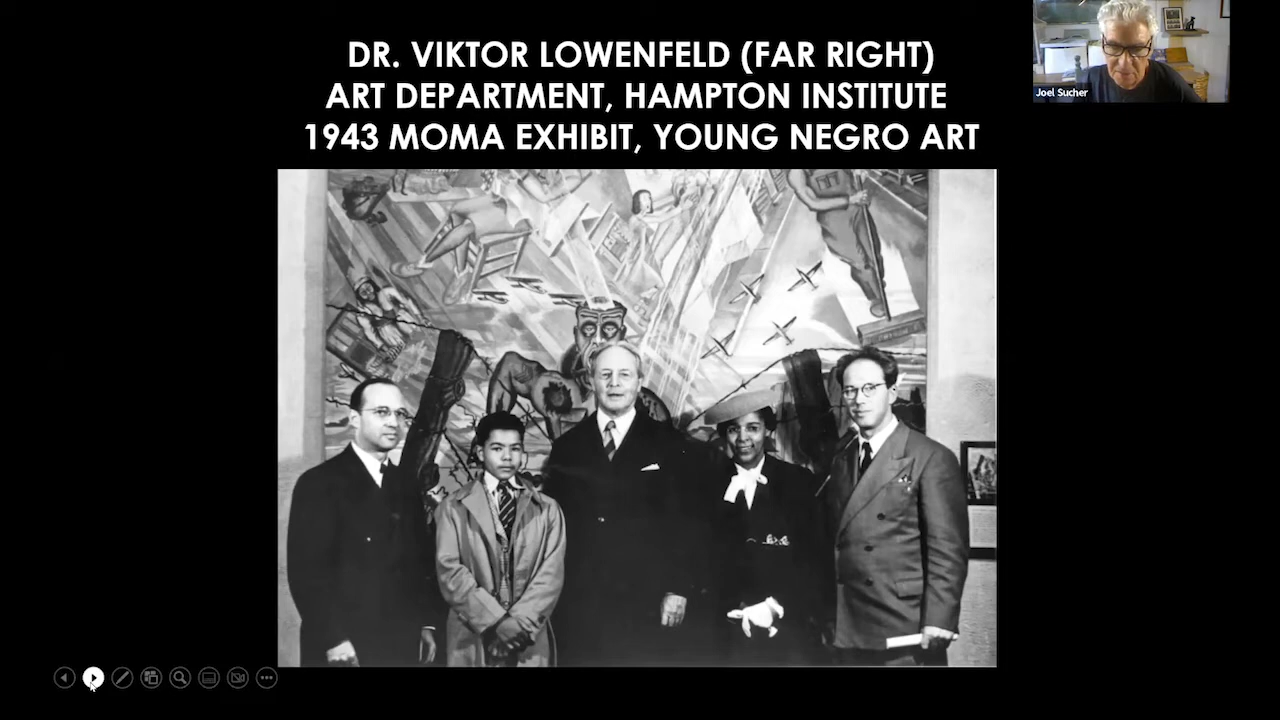 DR. VIKTOR LOWENFELD (FAR RIGHT)
ART DEPARTMENT, HAMPTON INSTITUTE
1943 MOMA EXHIBIT, YOUNG NEGRO ART
Joel Sucher